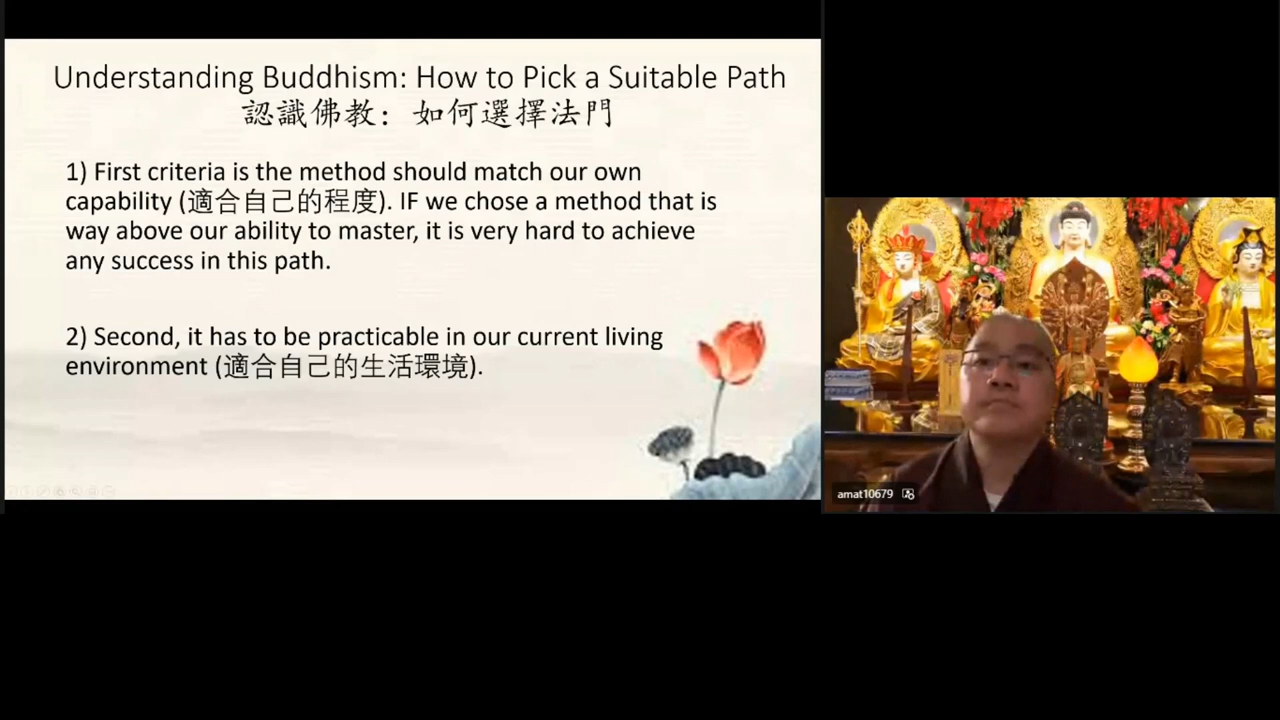 Understanding Buddhism: How to Pick a Suitable Path
認識佛教：如何選擇法門
1) First criteria is the method should match our own
capability (適合自己的程度). IF we chose a method that is
way above our ability to master, it is very hard to achieve
any success in this path.
2) Second, it has to be practicable in our current living
environment (適合自己的生活環境).
amat10679